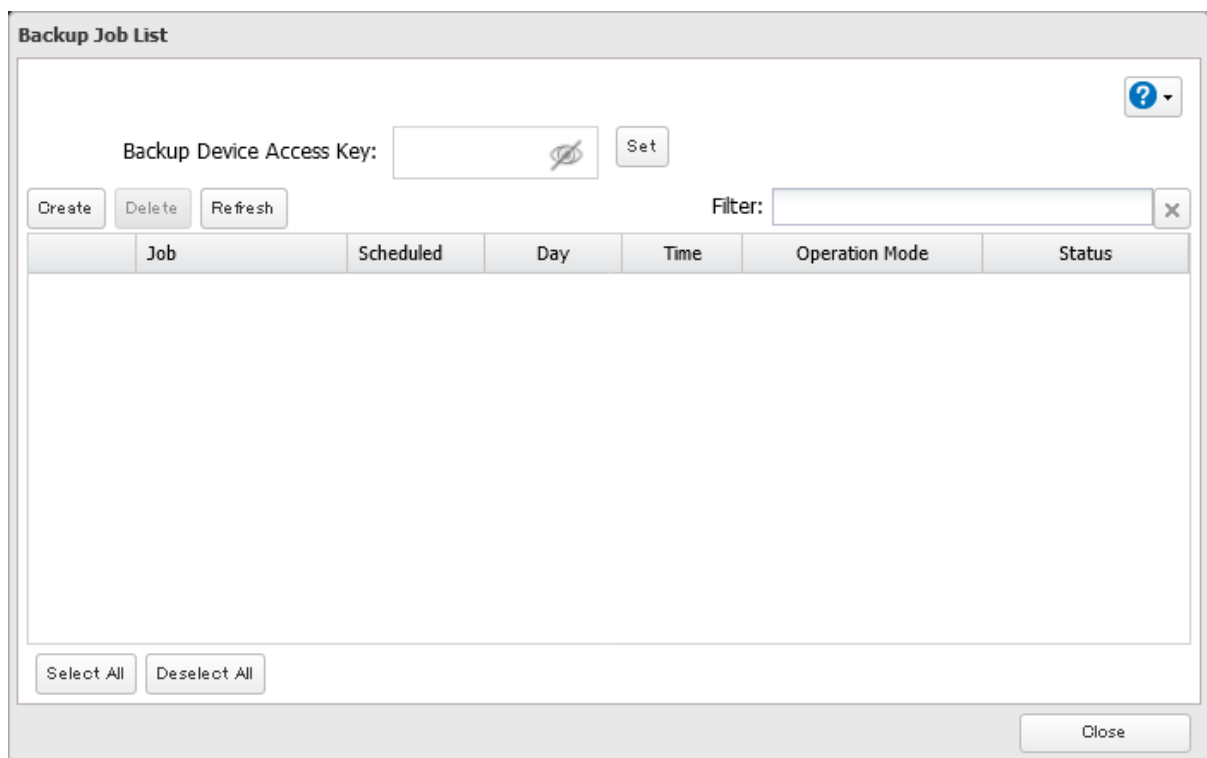 Backup Job List
?
Backup Device Access Key: Set
Create Delete Refresh Filter:
Job Scheduled Day Time Operation Mode Status
Select All Deselect All
Close